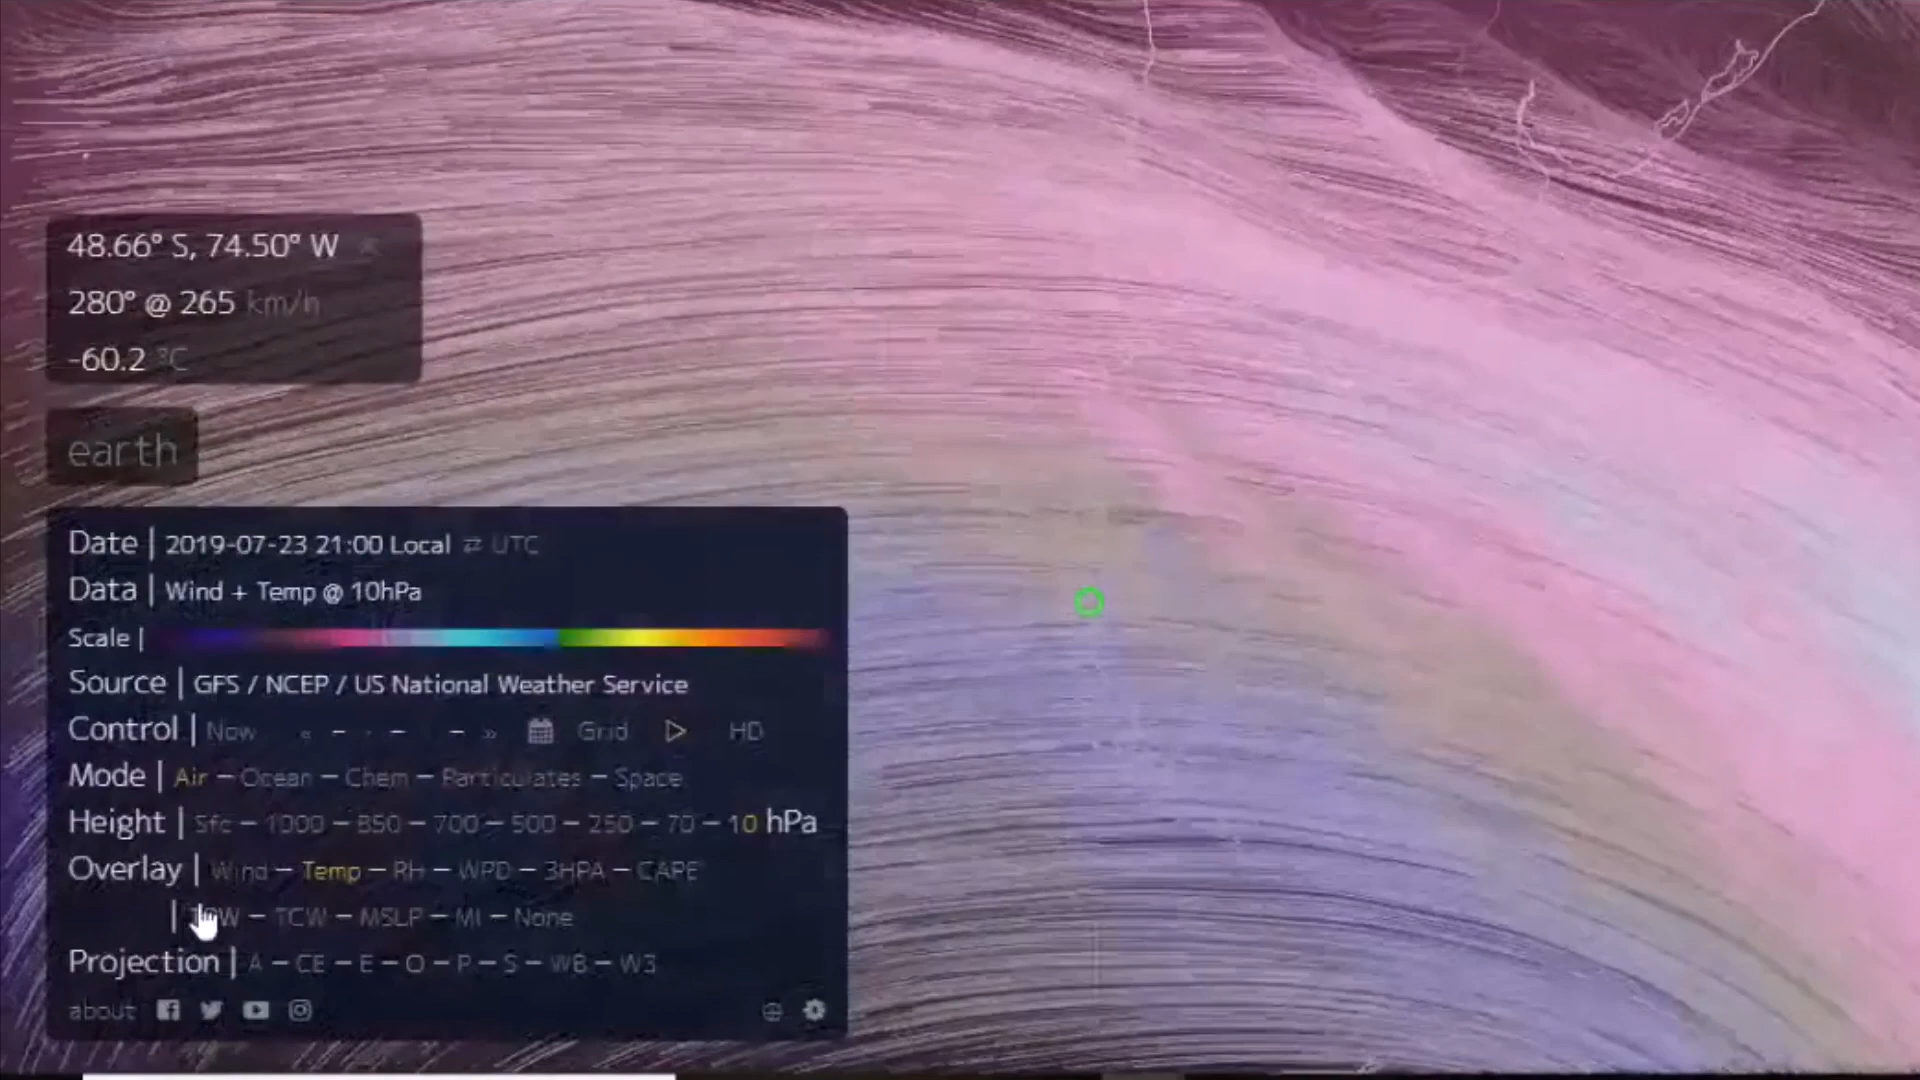 48.66° S, 74.50° W
280° @ 265 km/h
-60.2 °C
earth
Date | 2019-07-23 21:00 Local ⇄ UTC
Data | Wind + Temp @ 10hPa
Scale |
Source | GFS / NCEP / US National Weather Service
Control | Now « – · – – » Grid ▷ HD
Mode | Air – Ocean – Chem – Particulates – Space
Height | Sfc – 1000 – 850 – 700 – 500 – 250 – 70 – 10 hPa
Overlay | Wind – Temp – RH – WPD – 3HPA – CAPE
| TPW – TCW – MSLP – MI – None
Projection | A – CE – E – O – P – S – WB – W3
about